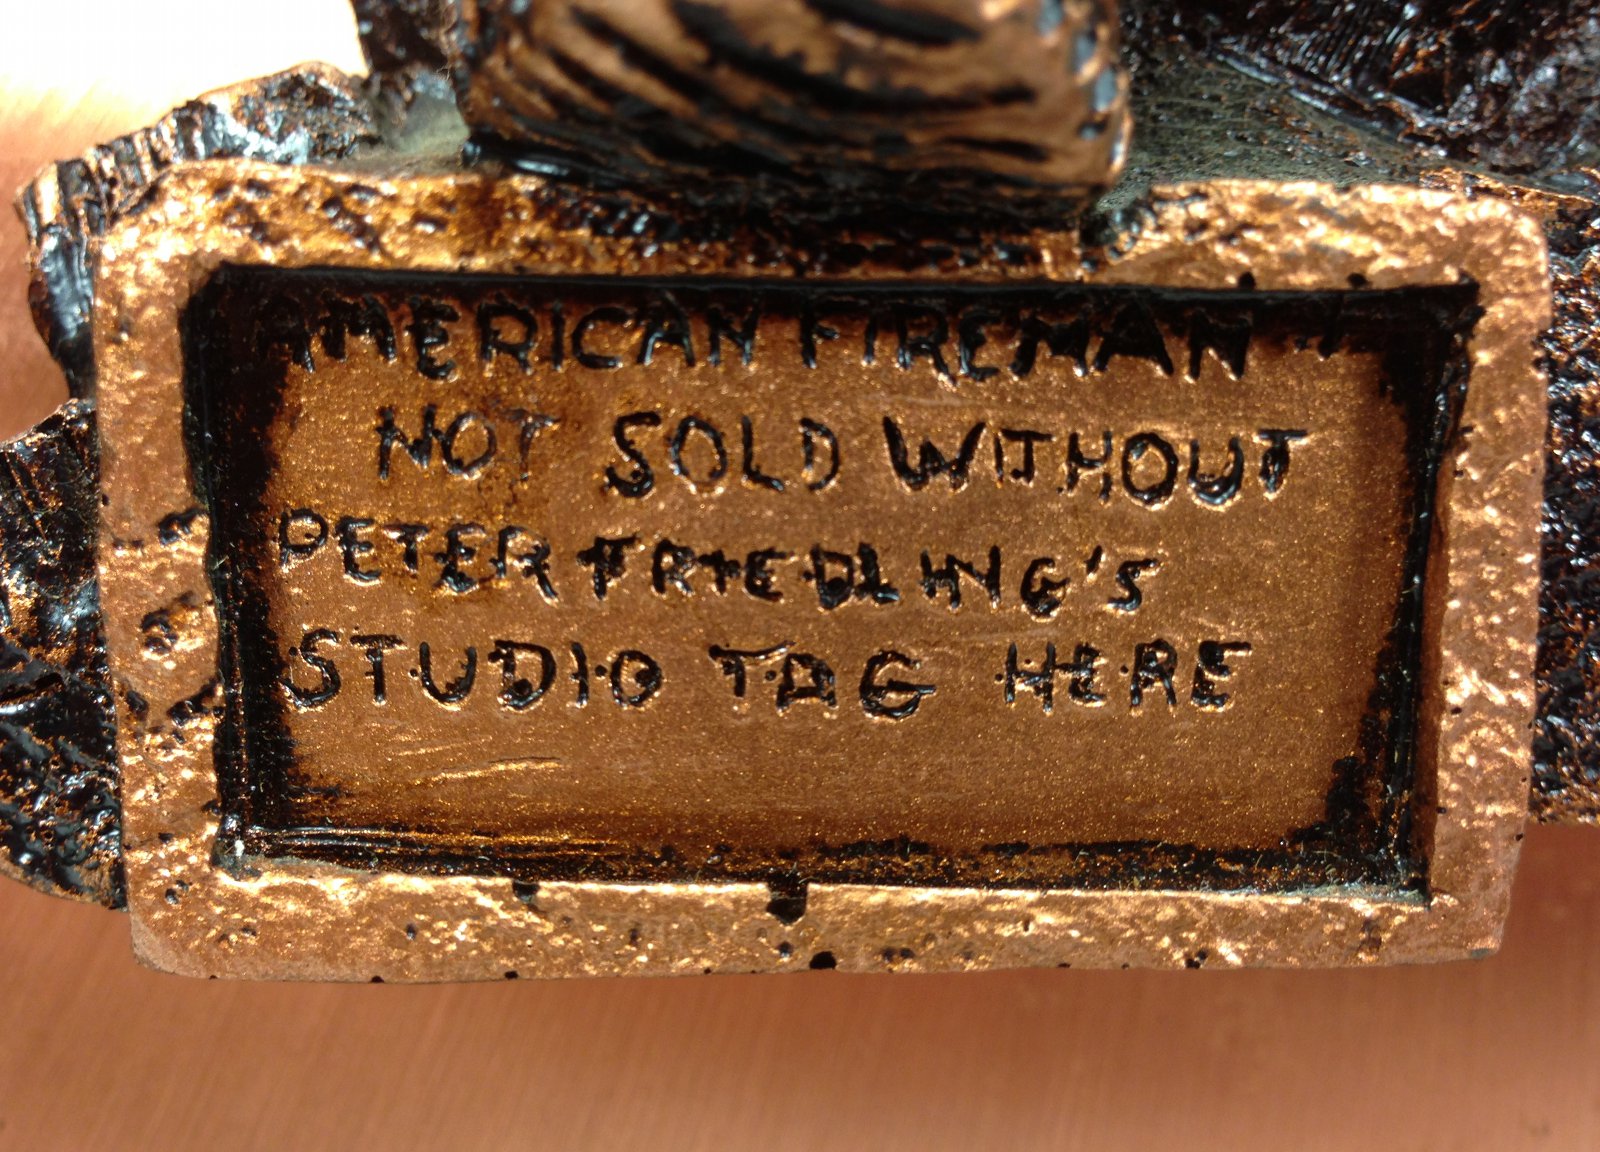 AMERICAN FIREMAN
NOT SOLD WITHOUT
PETER FRIEDLING'S
STUDIO TAG HERE